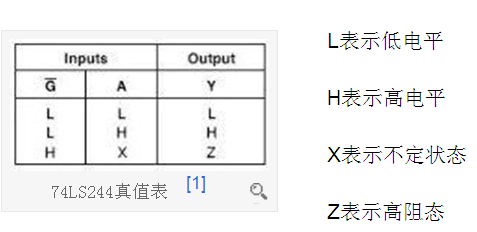 Inputs Output
G̅ A Y
L L L
L H H
H X Z
74LS244真值表 [1]
L表示低电平
H表示高电平
X表示不定状态
Z表示高阻态